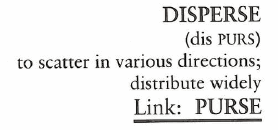 DISPERSE
(dis PURS)
to scatter in various directions;
distribute widely
Link: PURSE